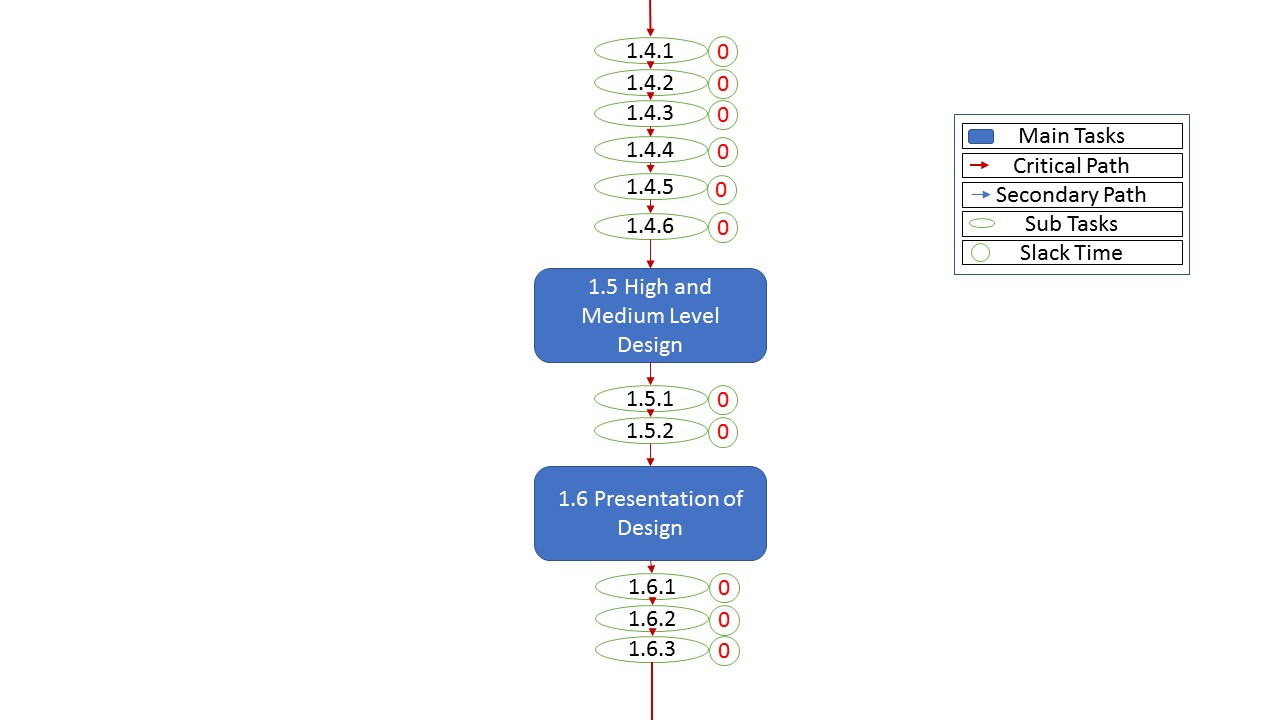 1.4.1 0
1.4.2 0
1.4.3 0
1.4.4 0
1.4.5 0
1.4.6 0
1.5 High and
Medium Level
Design
1.5.1 0
1.5.2 0
1.6 Presentation of
Design
1.6.1 0
1.6.2 0
1.6.3 0
Main Tasks
Critical Path
Secondary Path
Sub Tasks
Slack Time